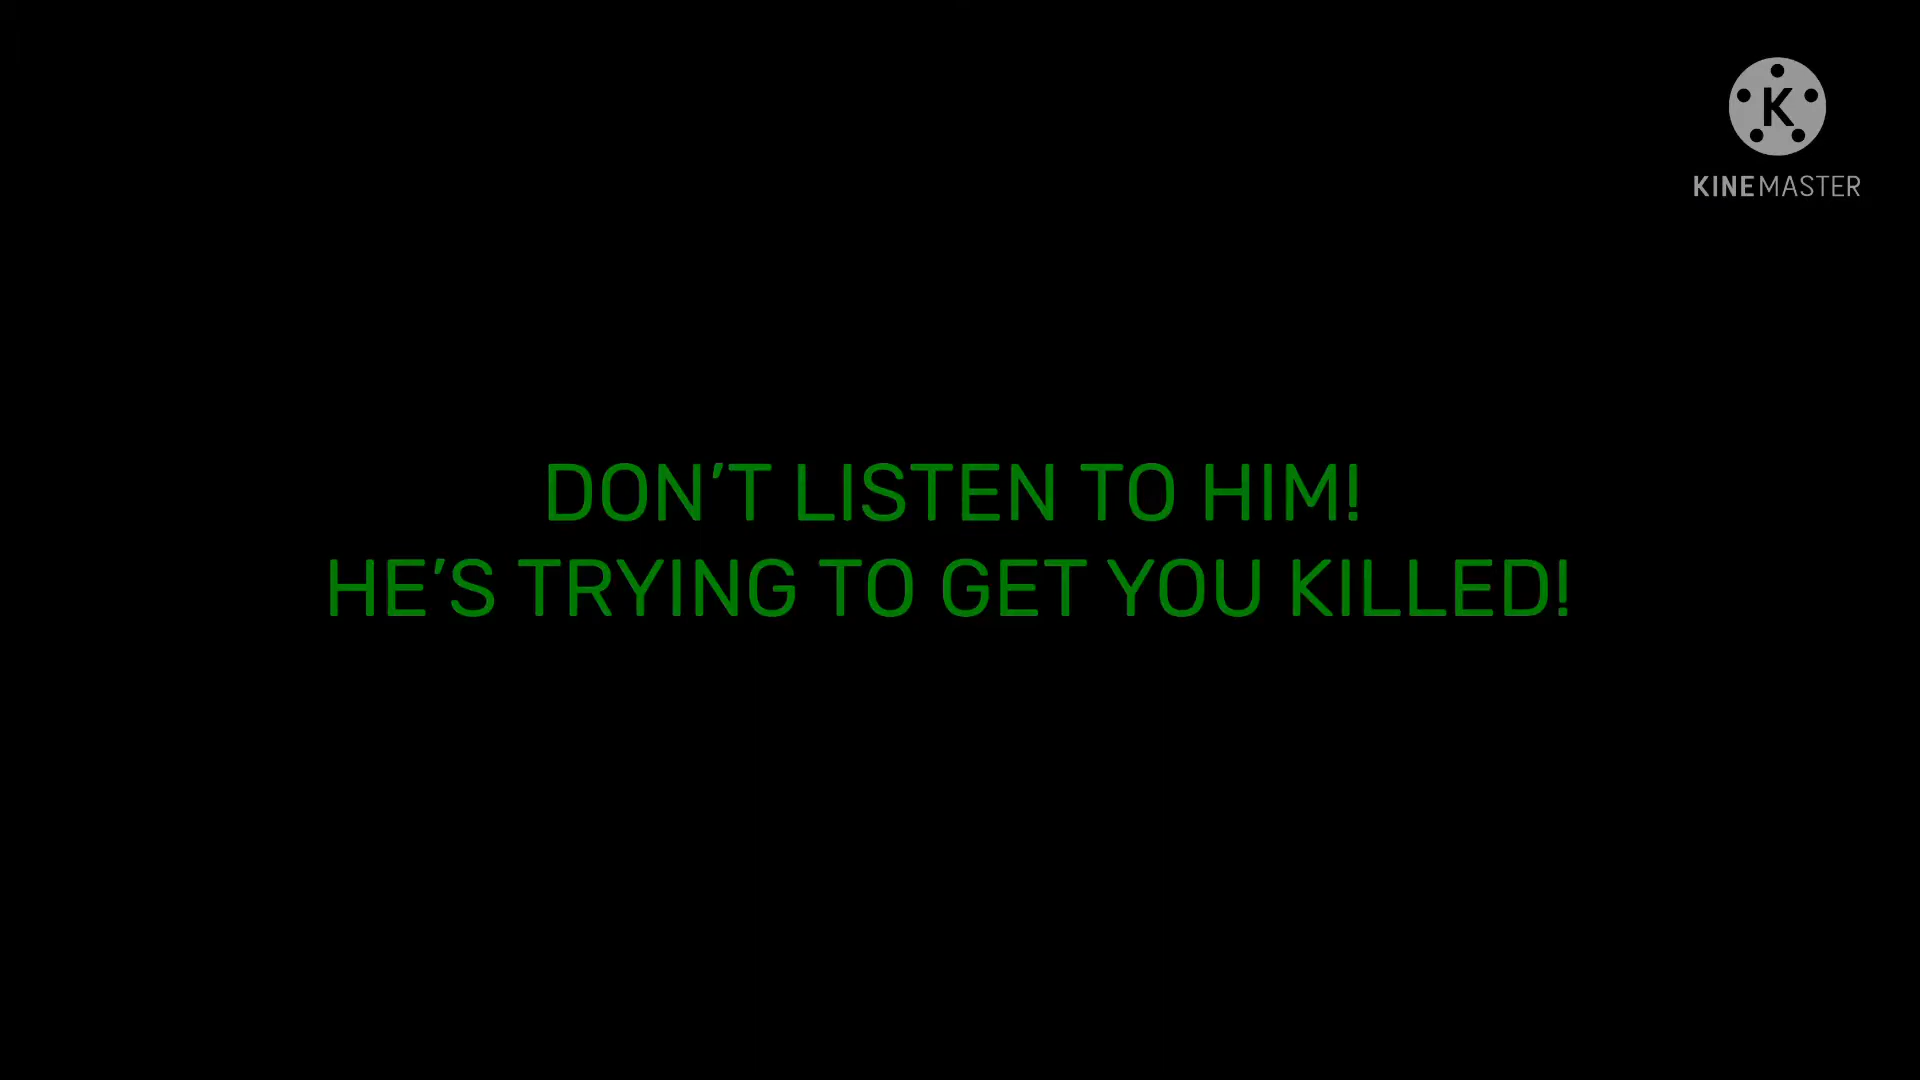 K
KINEMASTER
DON’T LISTEN TO HIM!
HE’S TRYING TO GET YOU KILLED!